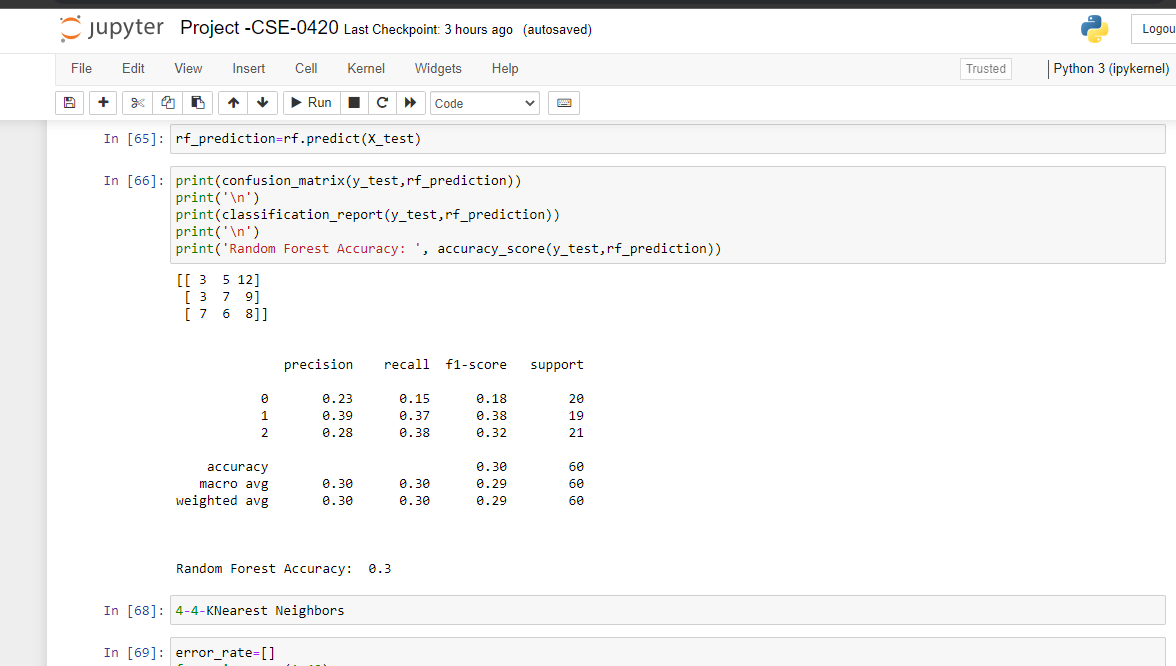 jupyter Project -CSE-0420 Last Checkpoint: 3 hours ago (autosaved)
File Edit View Insert Cell Kernel Widgets Help Trusted Python 3 (ipykernel)
Run Code
In [65]: rf_prediction=rf.predict(X_test)
In [66]: print(confusion_matrix(y_test,rf_prediction))
print('\n')
print(classification_report(y_test,rf_prediction))
print('\n')
print('Random Forest Accuracy: ', accuracy_score(y_test,rf_prediction))
[[ 3 5 12]
[ 3 7 9]
[ 7 6 8]]
precision recall f1-score support
0 0.23 0.15 0.18 20
1 0.39 0.37 0.38 19
2 0.28 0.38 0.32 21
accuracy 0.30 60
macro avg 0.30 0.30 0.29 60
weighted avg 0.30 0.30 0.29 60
Random Forest Accuracy: 0.3
In [68]: 4-4-KNearest Neighbors
In [69]: error_rate=[]